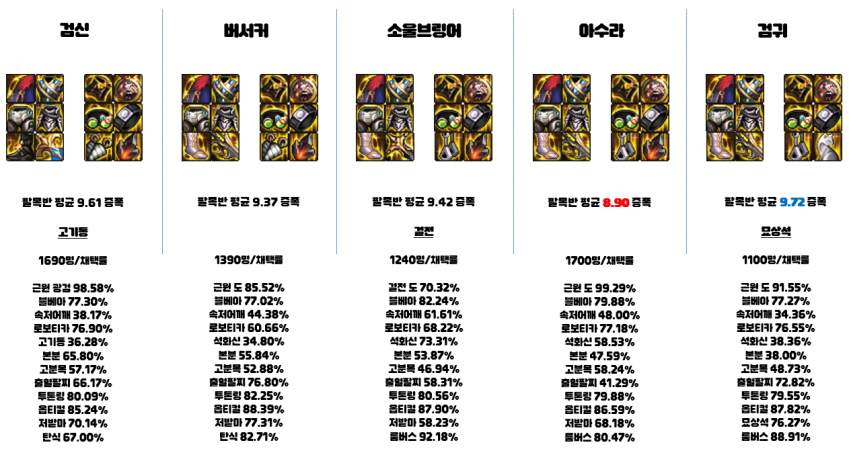 검신
팔목반 평균 9.61 증폭
고기동
1690명/채택률
근원 광검 98.58%
블베아 77.30%
속저어깨 38.17%
로보티카 76.90%
고기동 36.28%
본분 65.80%
고분목 57.17%
출혈팔찌 66.17%
투톤링 80.09%
옵티컬 85.24%
저발마 70.14%
탄식 67.00%
버서커
팔목반 평균 9.37 증폭
1390명/채택률
근원 도 85.52%
블베아 77.02%
속저어깨 44.38%
로보티카 60.66%
석화신 34.80%
본분 55.84%
고분목 52.88%
출혈팔찌 76.80%
투톤링 82.25%
옵티컬 88.39%
저발마 77.31%
탄식 82.71%
소울브링어
팔목반 평균 9.42 증폭
결전
1240명/채택률
결전 도 70.32%
블베아 82.24%
속저어깨 61.61%
로보티카 68.22%
석화신 73.31%
본분 53.87%
고분목 46.94%
출혈팔찌 58.31%
투톤링 80.56%
옵티컬 87.90%
저발마 58.23%
룸버스 92.18%
아수라
팔목반 평균 8.90 증폭
1700명/채택률
근원 도 99.29%
블베아 79.88%
속저어깨 48.00%
로보티카 77.18%
석화신 58.53%
본분 47.59%
고분목 58.24%
출혈팔찌 41.29%
투톤링 79.88%
옵티컬 86.59%
저발마 68.18%
룸버스 80.47%
검귀
팔목반 평균 9.72 증폭
묘상석
1100명/채택률
근원 도 91.55%
블베아 77.27%
속저어깨 34.36%
로보티카 76.55%
석화신 38.36%
본분 38.00%
고분목 48.73%
출혈팔찌 72.82%
투톤링 79.55%
옵티컬 87.82%
묘상석 76.27%
룸버스 88.91%